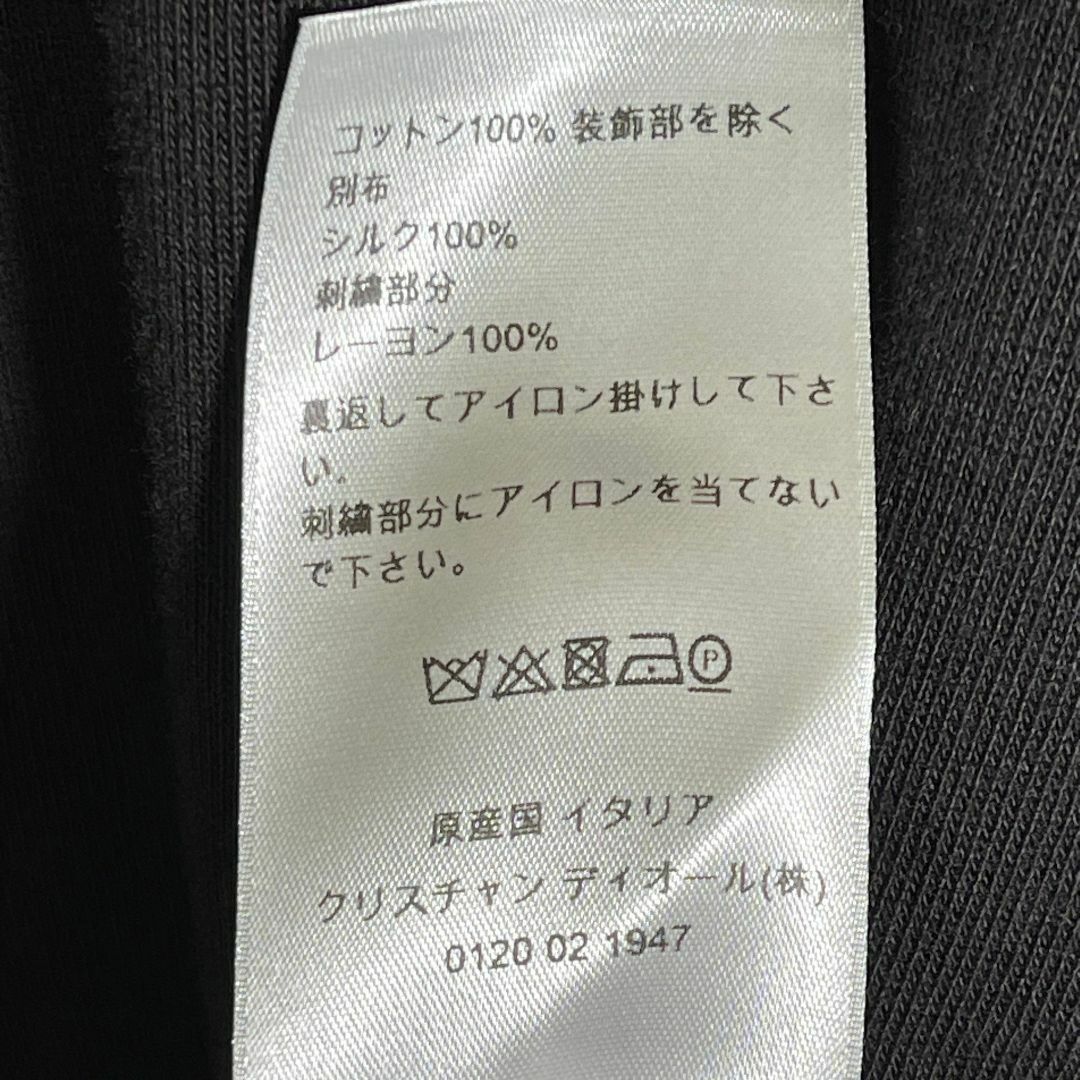 コットン100% 装飾部を除く
別布
シルク100%
刺繍部分
レーヨン100%
裏返してアイロン掛けして下さ
い。
刺繍部分にアイロンを当てない
で下さい。
P
原産国 イタリア
クリスチャン ディオール(株)
0120 02 1947